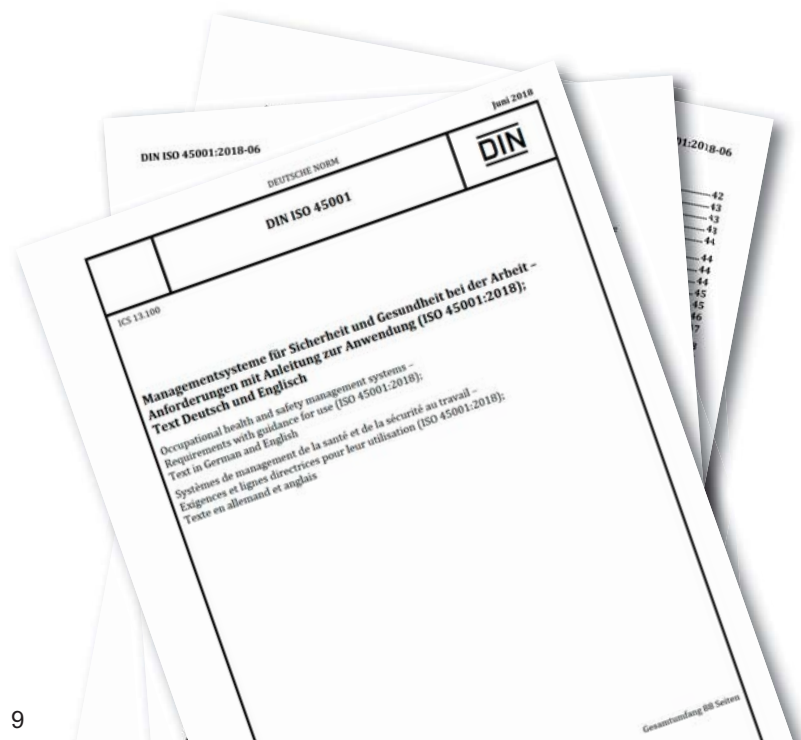 Juni 2018
DEUTSCHE NORM
DIN ISO 45001
DIN
ICS 13.100
Managementsysteme für Sicherheit und Gesundheit bei der Arbeit –
Anforderungen mit Anleitung zur Anwendung (ISO 45001:2018);
Text Deutsch und Englisch
Occupational health and safety management systems –
Requirements with guidance for use (ISO 45001:2018);
Text in German and English
Systèmes de management de la santé et de la sécurité au travail –
Exigences et lignes directrices pour leur utilisation (ISO 45001:2018);
Texte en allemand et anglais
Gesamtumfang 88 Seiten
DIN ISO 45001:2018-06
01:2018-06
42
43
43
43
44
44
44
44
45
45
46
9